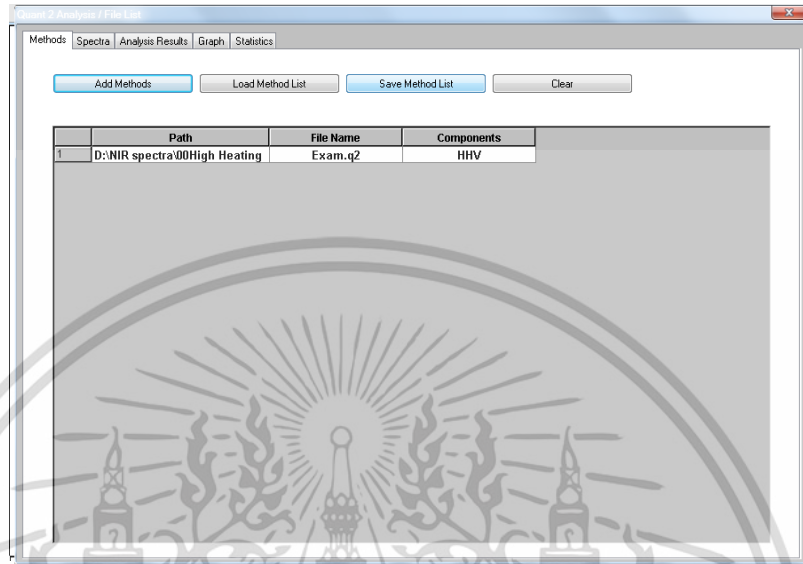 Quant 2 Analysis / File List
Methods Spectra Analysis Results Graph Statistics
Add Methods Load Method List Save Method List Clear
Path File Name Components
1 D:\NIR spectra\00High Heating Exam.q2 HHV